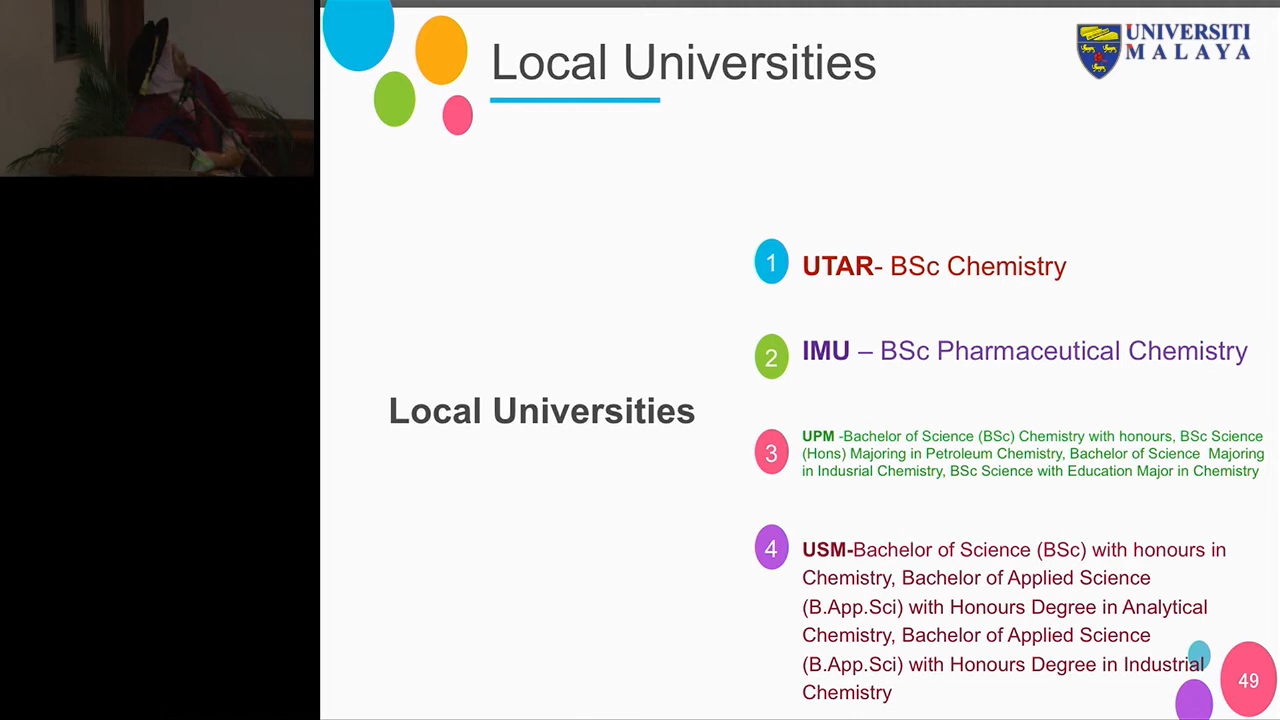 Local Universities
UNIVERSITI
MALAYA
Local Universities
1
UTAR- BSc Chemistry
2
IMU – BSc Pharmaceutical Chemistry
3
UPM -Bachelor of Science (BSc) Chemistry with honours, BSc Science
(Hons) Majoring in Petroleum Chemistry, Bachelor of Science Majoring
in Indusrial Chemistry, BSc Science with Education Major in Chemistry
4
USM-Bachelor of Science (BSc) with honours in
Chemistry, Bachelor of Applied Science
(B.App.Sci) with Honours Degree in Analytical
Chemistry, Bachelor of Applied Science
(B.App.Sci) with Honours Degree in Industrial
Chemistry
49